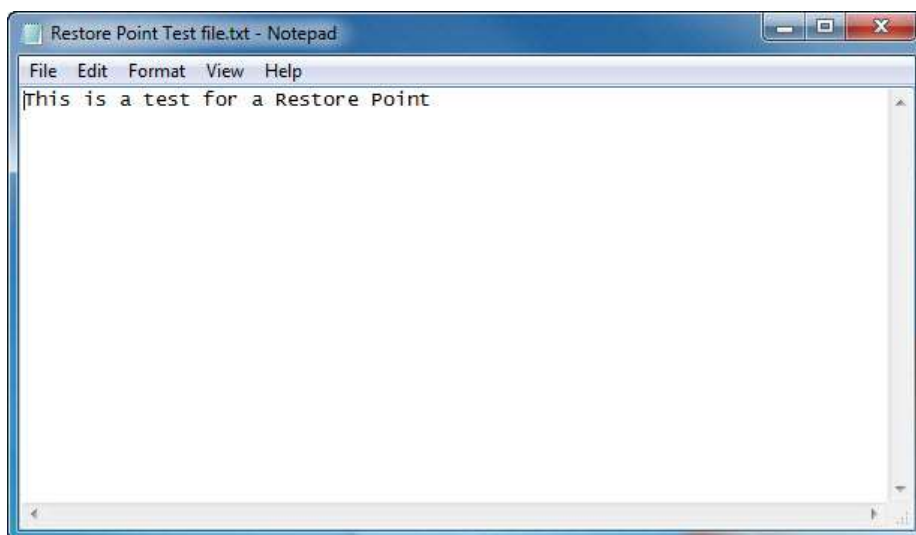 Restore Point Test file.txt - Notepad
File Edit Format View Help
This is a test for a Restore Point